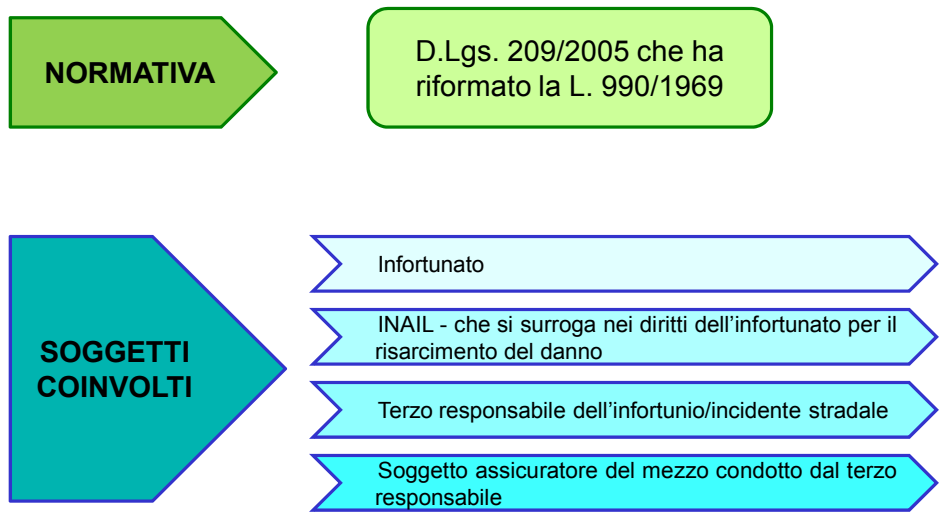 NORMATIVA
D.Lgs. 209/2005 che ha
riformato la L. 990/1969
SOGGETTI
COINVOLTI
Infortunato
INAIL - che si surroga nei diritti dell'infortunato per il
risarcimento del danno
Terzo responsabile dell'infortunio/incidente stradale
Soggetto assicuratore del mezzo condotto dal terzo
responsabile